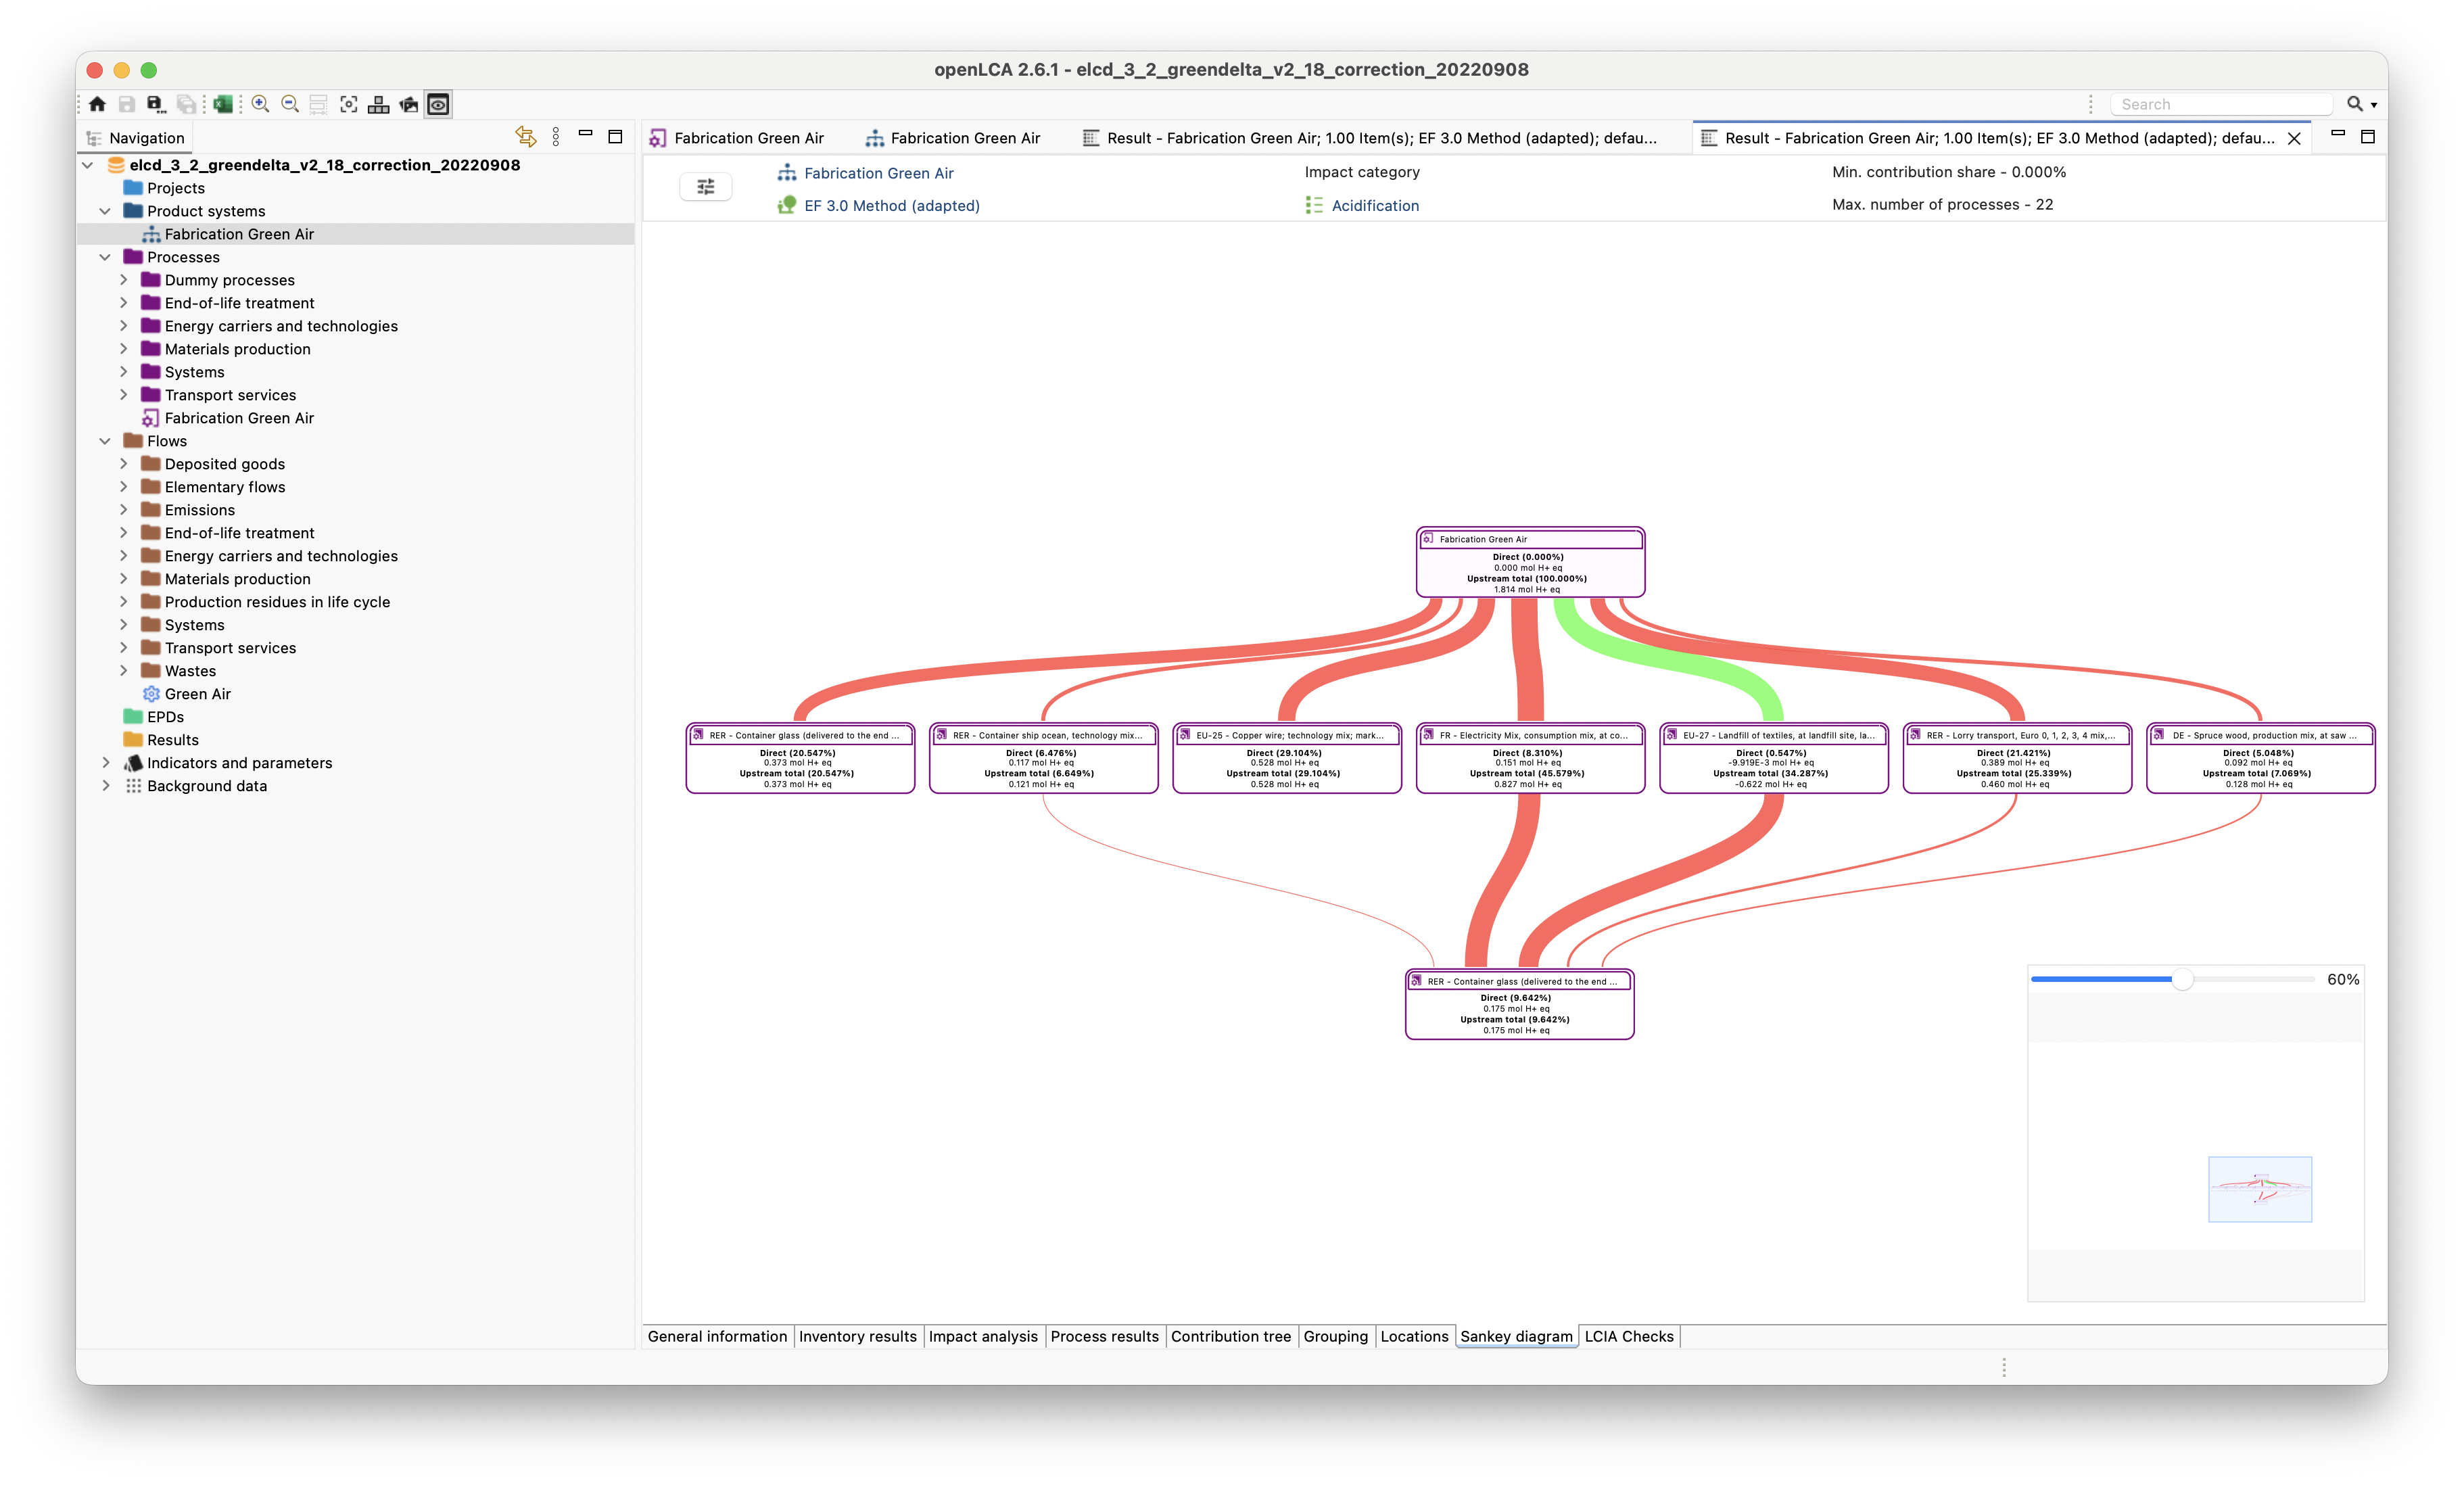 openLCA 2.6.1 - elcd_3_2_greendelta_v2_18_correction_20220908
Search
Navigation
elcd_3_2_greendelta_v2_18_correction_20220908
Projects
Product systems
Fabrication Green Air
Processes
Dummy processes
End-of-life treatment
Energy carriers and technologies
Materials production
Systems
Transport services
Fabrication Green Air
Flows
Deposited goods
Elementary flows
Emissions
End-of-life treatment
Energy carriers and technologies
Materials production
Production residues in life cycle
Systems
Transport services
Wastes
Green Air
EPDs
Results
Indicators and parameters
Background data
Fabrication Green Air
Fabrication Green Air
Result - Fabrication Green Air; 1.00 Item(s); EF 3.0 Method (adapted); defau...
Result - Fabrication Green Air; 1.00 Item(s); EF 3.0 Method (adapted); defau...
Fabrication Green Air
Impact category
Min. contribution share - 0.000%
EF 3.0 Method (adapted)
Acidification
Max. number of processes - 22
Fabrication Green Air
Direct (0.000%)
0.000 mol H+ eq
Upstream total (100.000%)
1.814 mol H+ eq
RER - Container glass (delivered to the end ...
Direct (20.547%)
0.373 mol H+ eq
Upstream total (20.547%)
0.373 mol H+ eq
RER - Container ship ocean, technology mix...
Direct (6.476%)
0.117 mol H+ eq
Upstream total (6.649%)
0.121 mol H+ eq
EU-25 - Copper wire; technology mix; mark...
Direct (29.104%)
0.528 mol H+ eq
Upstream total (29.104%)
0.528 mol H+ eq
FR - Electricity Mix, consumption mix, at co...
Direct (8.310%)
0.151 mol H+ eq
Upstream total (45.579%)
0.827 mol H+ eq
EU-27 - Landfill of textiles, at landfill site, la...
Direct (0.547%)
-9.919E-3 mol H+ eq
Upstream total (34.287%)
-0.622 mol H+ eq
RER - Lorry transport, Euro 0, 1, 2, 3, 4 mix,...
Direct (21.421%)
0.389 mol H+ eq
Upstream total (25.339%)
0.460 mol H+ eq
DE - Spruce wood, production mix, at saw ...
Direct (5.048%)
0.092 mol H+ eq
Upstream total (7.069%)
0.128 mol H+ eq
RER - Container glass (delivered to the end ...
Direct (9.642%)
0.175 mol H+ eq
Upstream total (9.642%)
0.175 mol H+ eq
60%
General information
Inventory results
Impact analysis
Process results
Contribution tree
Grouping
Locations
Sankey diagram
LCIA Checks